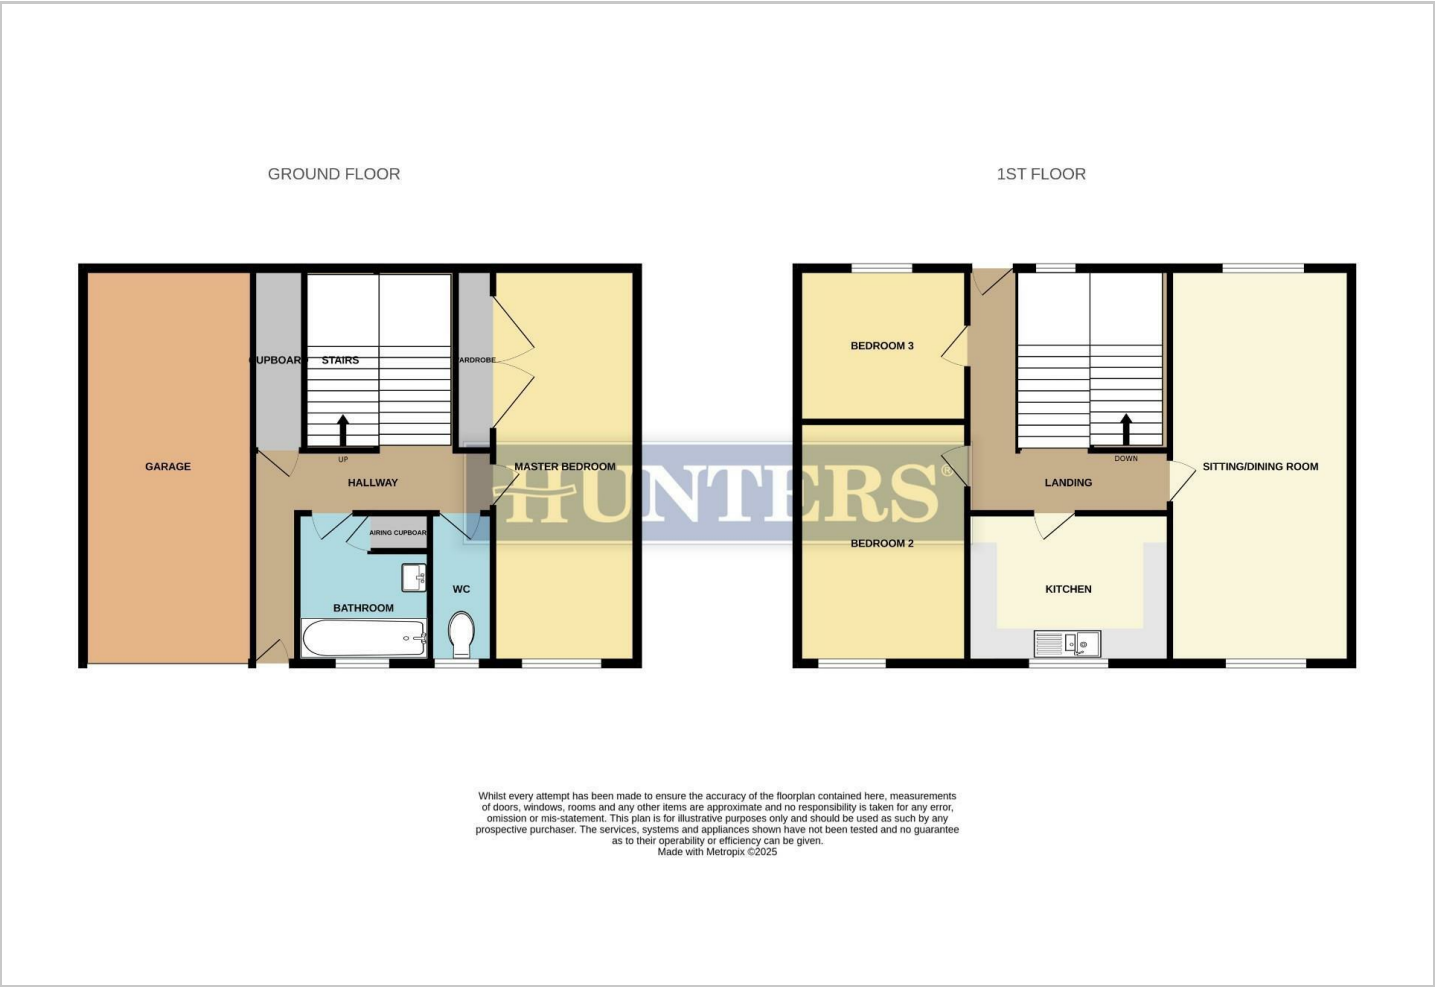 GROUND FLOOR
1ST FLOOR
CUPBOARD
STAIRS
WARDROBE
GARAGE
UP
HALLWAY
MASTER BEDROOM
AIRING CUPBOARD
BATHROOM
WC
BEDROOM 3
BEDROOM 2
DOWN
LANDING
SITTING/DINING ROOM
KITCHEN
HUNTERS®
Whilst every attempt has been made to ensure the accuracy of the floorplan contained here, measurements
of doors, windows, rooms and any other items are approximate and no responsibility is taken for any error,
omission or mis-statement. This plan is for illustrative purposes only and should be used as such by any
prospective purchaser. The services, systems and appliances shown have not been tested and no guarantee
as to their operability or efficiency can be given.
Made with Metropix ©2025